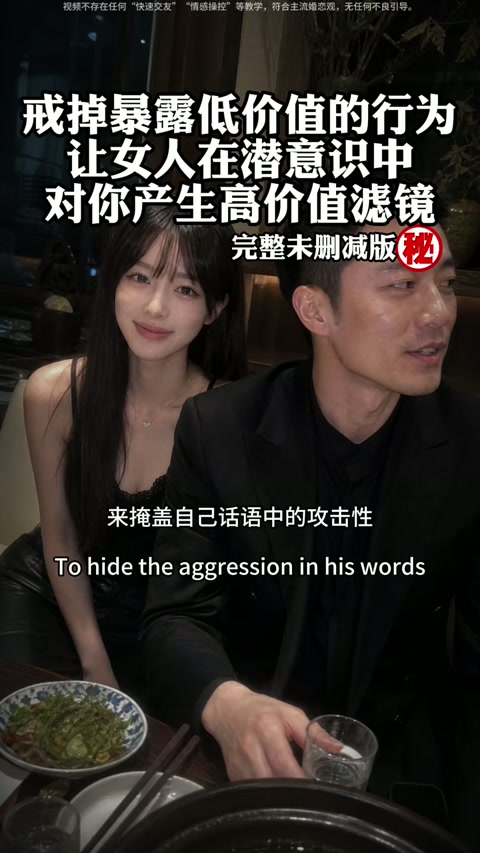 视频不存在任何“快速交友”“情感操控”等教学，符合主流婚恋观，无任何不良引导。
戒掉暴露低价值的行为
让女人在潜意识中
对你产生高价值滤镜
完整未删减版 秘
来掩盖自己话语中的攻击性
To hide the aggression in his words